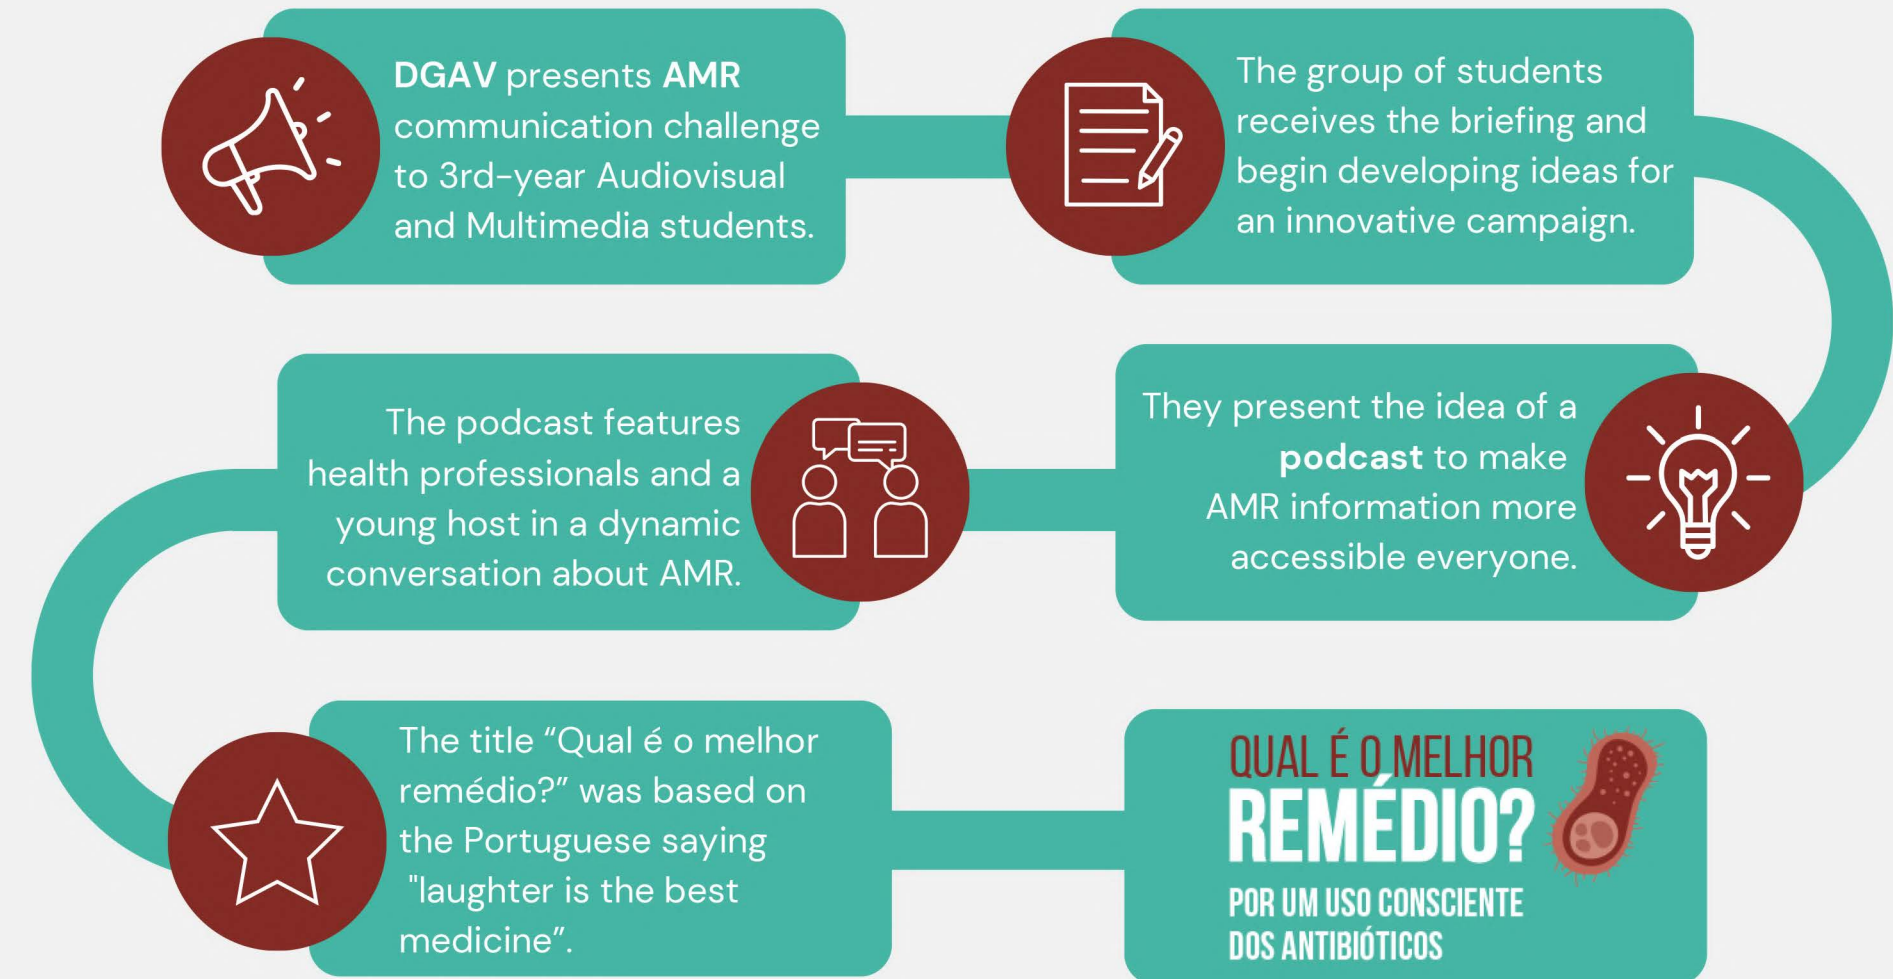 DGAV presents AMR
communication challenge
to 3rd-year Audiovisual
and Multimedia students.
The group of students
receives the briefing and
begin developing ideas for
an innovative campaign.
They present the idea of a
podcast to make
AMR information more
accessible everyone.
The podcast features
health professionals and a
young host in a dynamic
conversation about AMR.
The title “Qual é o melhor
remédio?” was based on
the Portuguese saying
"laughter is the best
medicine”.
QUAL É O MELHOR
REMÉDIO?
POR UM USO CONSCIENTE
DOS ANTIBIÓTICOS